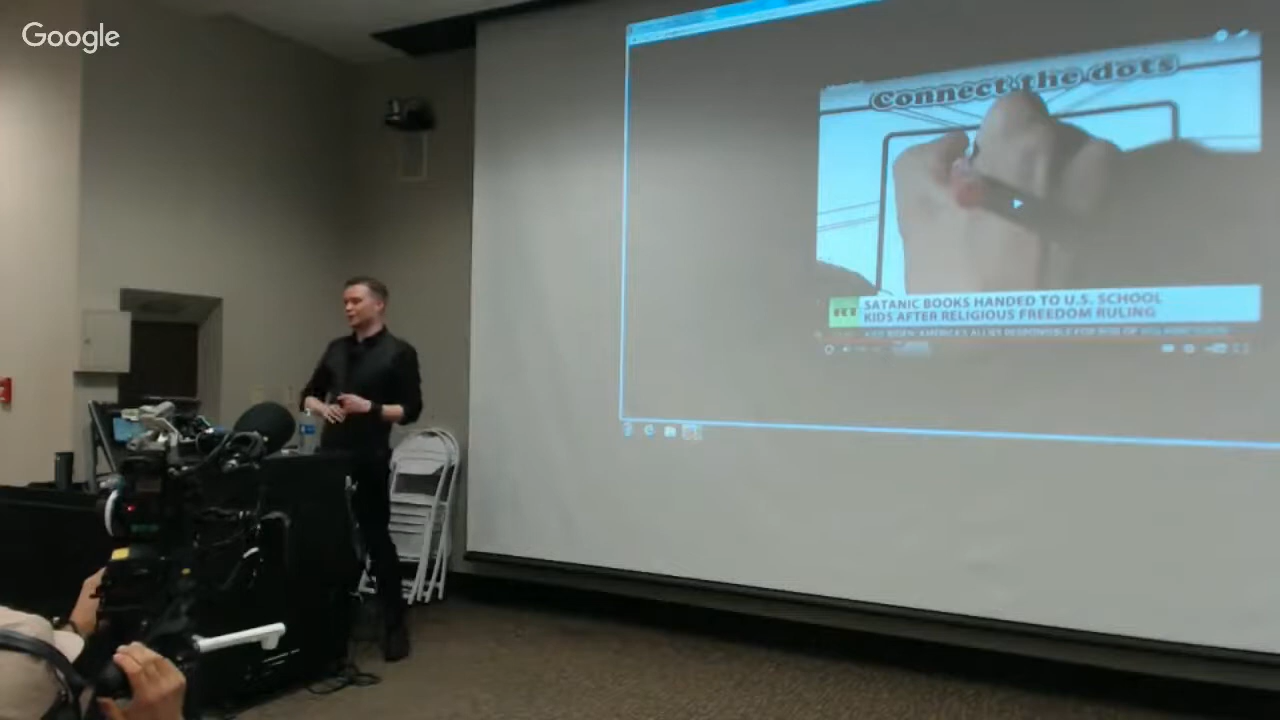 Google
Connect the dots
RT
SATANIC BOOKS HANDED TO U.S. SCHOOL
KIDS AFTER RELIGIOUS FREEDOM RULING